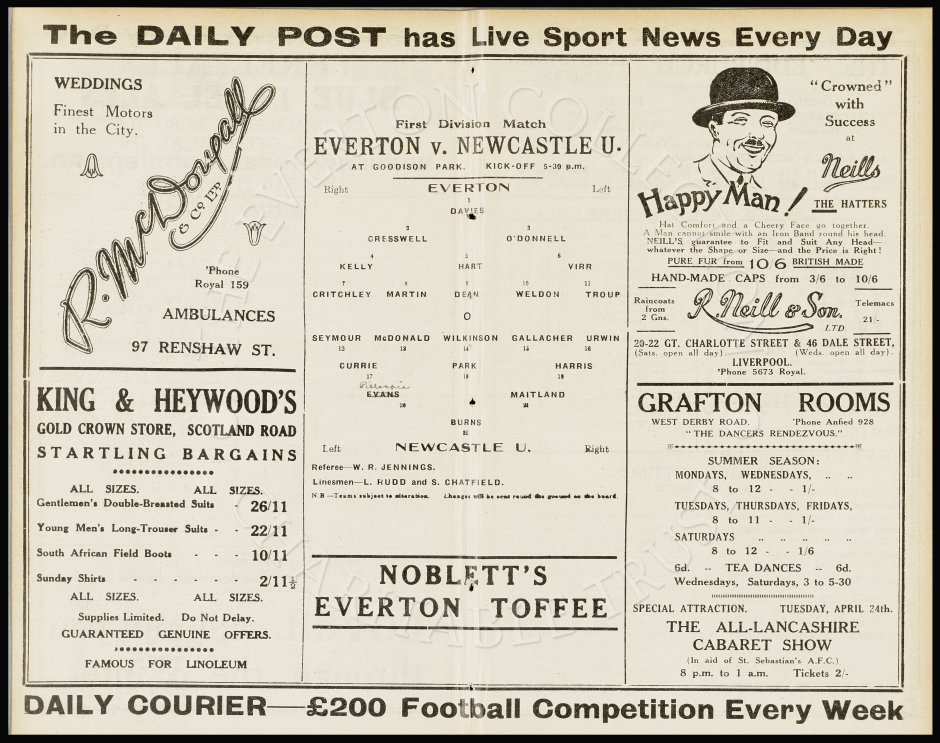 The DAILY POST has Live Sport News Every Day
WEDDINGS
Finest Motors
in the City.
R. McDougall
& Co LTD
'Phone
Royal 159
AMBULANCES
97 RENSHAW ST.
KING & HEYWOOD'S
GOLD CROWN STORE, SCOTLAND ROAD
STARTLING BARGAINS
ALL SIZES. ALL SIZES.
Gentlemen's Double-Breasted Suits - 26/11
Young Men's Long-Trouser Suits - - 22/11
South African Field Boots - - - 10/11
Sunday Shirts - - - - - 2/11½
ALL SIZES. ALL SIZES.
Supplies Limited. Do Not Delay.
GUARANTEED GENUINE OFFERS.
FAMOUS FOR LINOLEUM
First Division Match
EVERTON v. NEWCASTLE U.
AT GOODISON PARK. KICK-OFF 5-30 p.m.
Right EVERTON Left
1
DAVIES
2 3
CRESSWELL O'DONNELL
4 5 6
KELLY HART VIRR
7 8 9 10 11
CRITCHLEY MARTIN DEAN WELDON TROUP
O
SEYMOUR McDONALD WILKINSON GALLACHER URWIN
12 13 14 15 16
CURRIE PARK HARRIS
17 18 19
Gillespie
EVANS MAITLAND
20 21
BURNS
22
Left NEWCASTLE U. Right
Referee—W. R. JENNINGS.
Linesmen—L. RUDD and S. CHATFIELD.
N.B.—Teams subject to alteration. Changes will be sent round the ground on the board.
NOBLETT'S
EVERTON TOFFEE
"Crowned"
with
Success
at
Neills
THE HATTERS
Happy Man!
Hat Comfort and a Cheery Face go together.
A Man cannot smile with an Iron Band round his head.
NEILL'S guarantee to Fit and Suit Any Head—
whatever the Shape or Size—and the Price is Right!
PURE FUR from 10/6 BRITISH MADE
HAND-MADE CAPS from 3/6 to 10/6
Raincoats
from
2 Gns.
R. Neill & Son.
LTD
Telemacs
21/-
20-22 GT. CHARLOTTE STREET & 46 DALE STREET,
(Sats. open all day). (Weds. open all day).
LIVERPOOL.
'Phone 5673 Royal.
GRAFTON ROOMS
WEST DERBY ROAD. 'Phone Anfied 928
"THE DANCERS RENDEZVOUS."
SUMMER SEASON:
MONDAYS, WEDNESDAYS, .. ..
8 to 12 - - 1/-
TUESDAYS, THURSDAYS, FRIDAYS,
8 to 11 - - 1/-
SATURDAYS .. .. .. .. ..
8 to 12 - - 1/6
6d. -- TEA DANCES -- 6d.
Wednesdays, Saturdays, 3 to 5-30
SPECIAL ATTRACTION. TUESDAY, APRIL 24th.
THE ALL-LANCASHIRE
CABARET SHOW
(In aid of St. Sebastian's A.F.C.)
8 p.m. to 1 a.m. Tickets 2/-
DAILY COURIER—£200 Football Competition Every Week
THE EVERTON COLLECTION
CHARITABLE TRUST